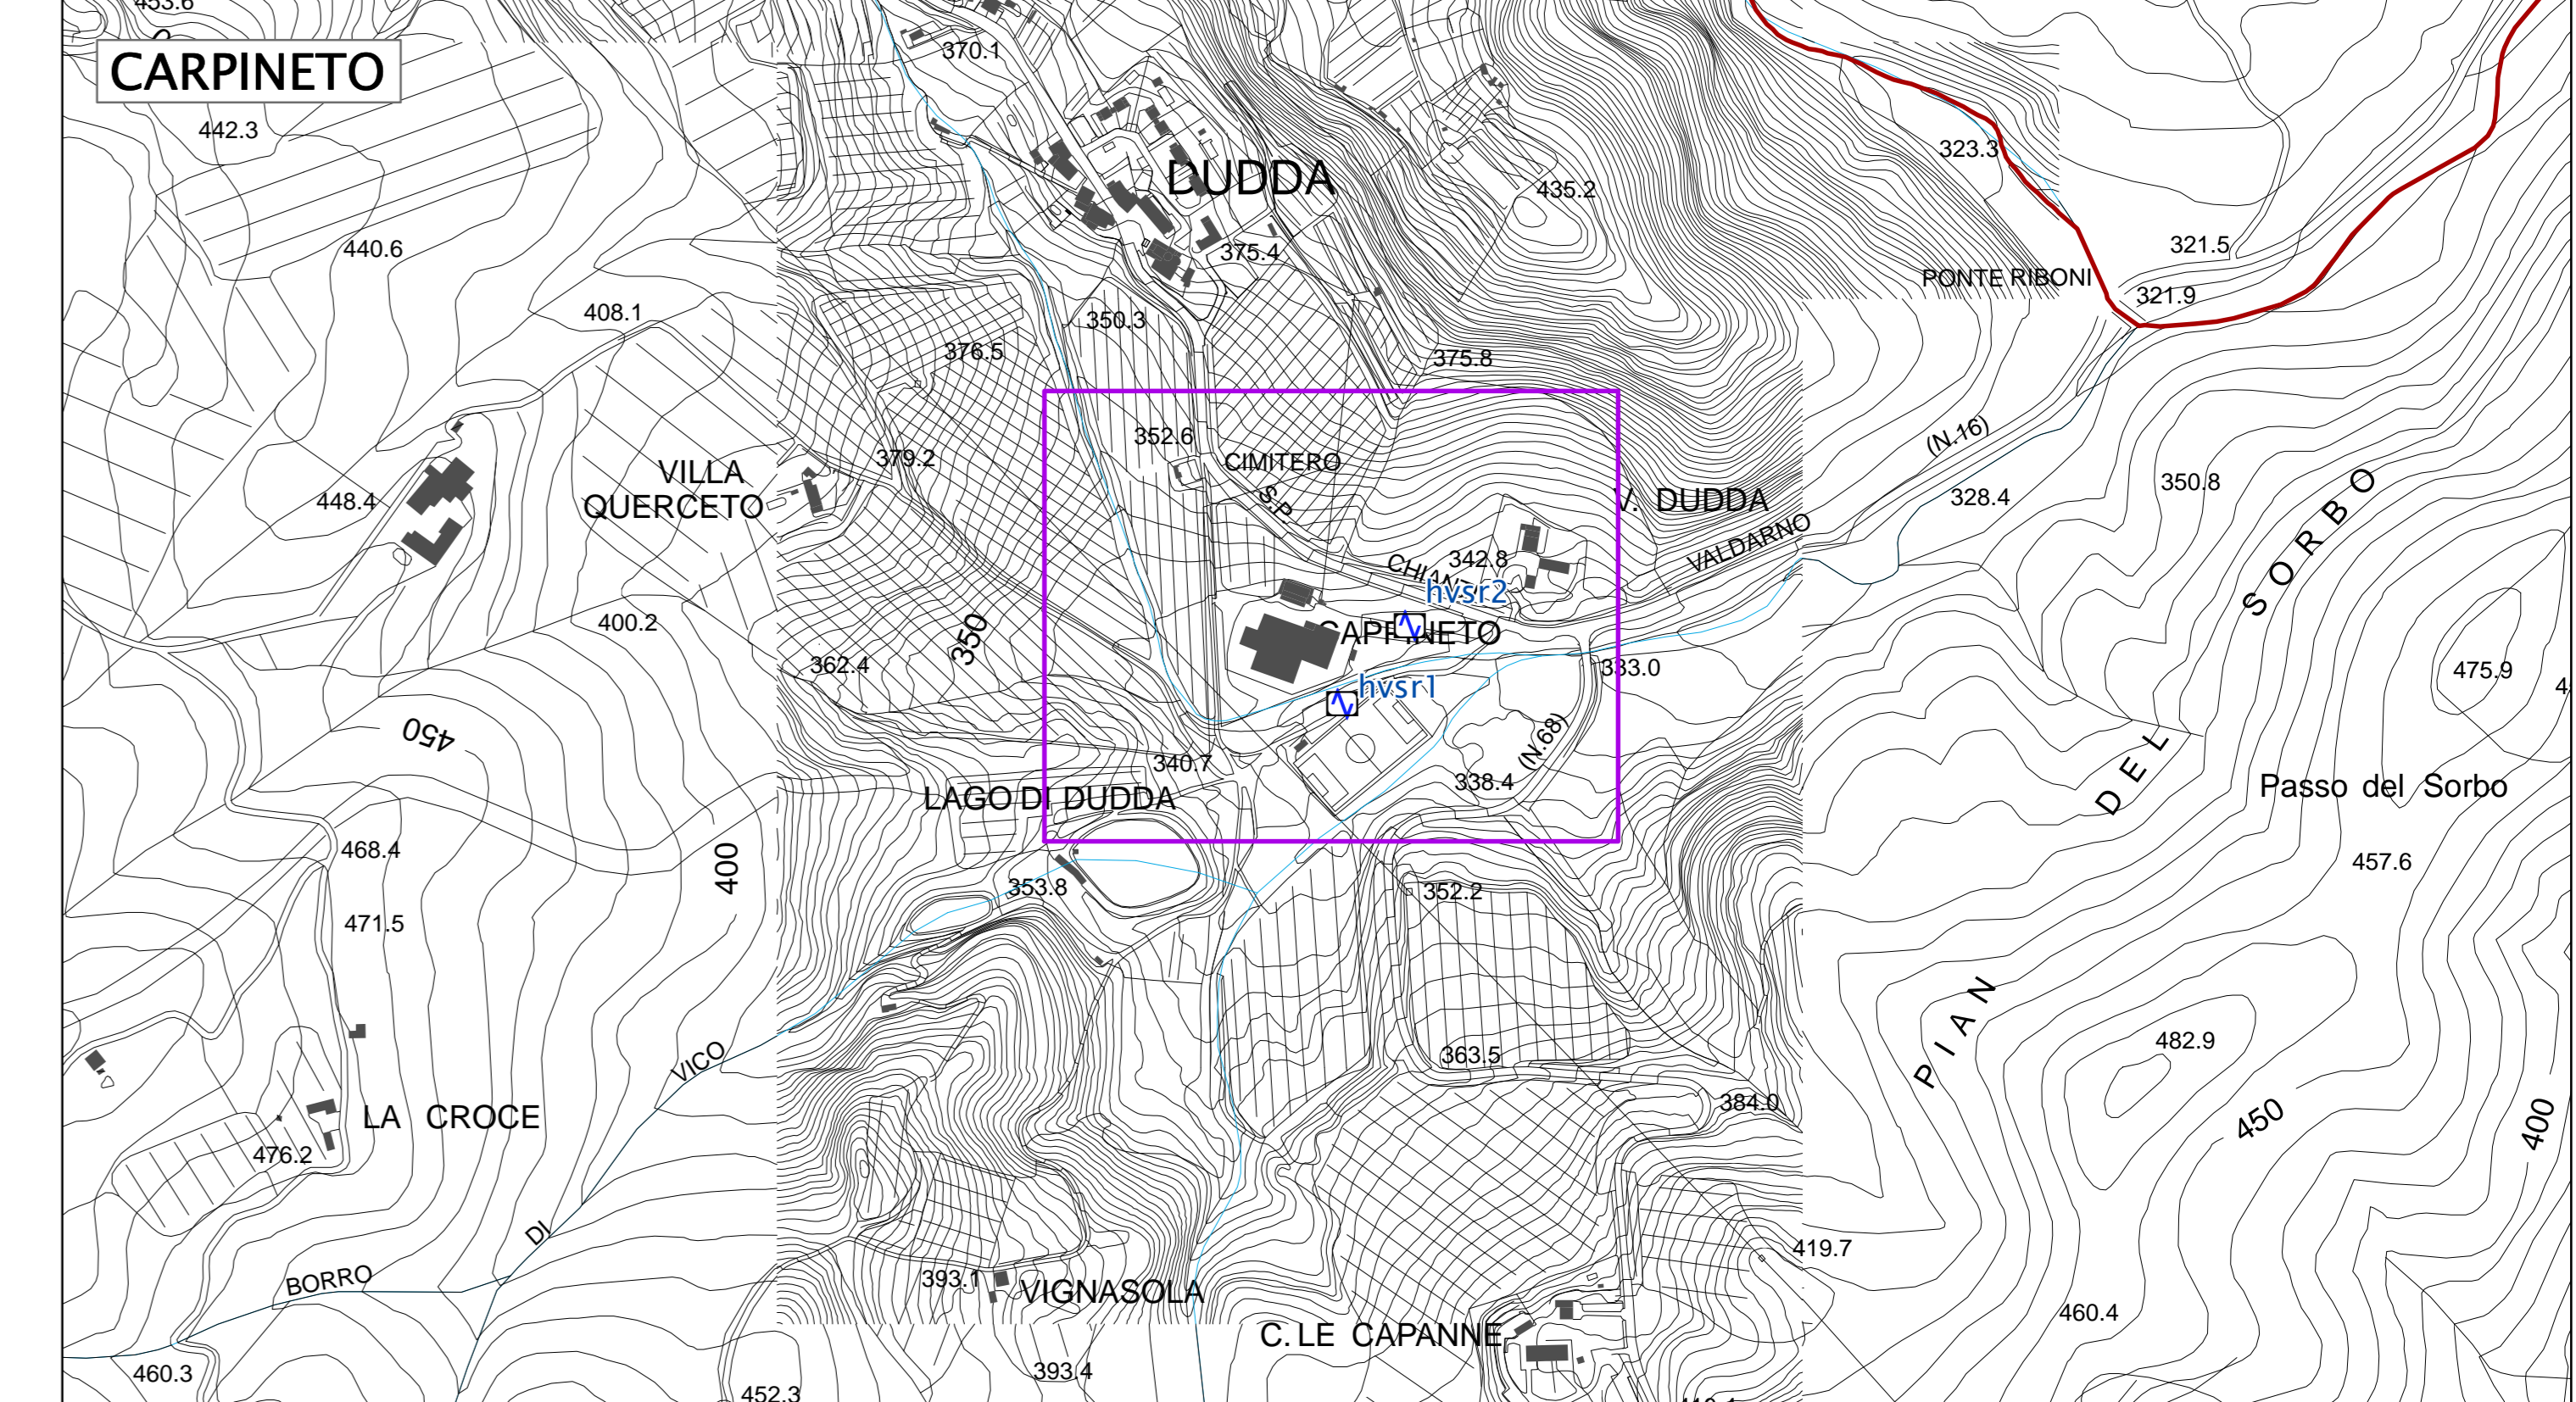 453.6
CARPINETO
370.1
442.3
323.3
DUDDA
435.2
440.6
375.4
321.5
PONTE RIBONI
321.9
408.1
350.3
376.5
375.8
352.6
(N.16)
379.2
CIMITERO
VILLA
QUERCETO
448.4
S.P.
V. DUDDA
328.4
350.8
SORBO
VALDARNO
342.8
hvsr2
400.2
350
362.4
333.0
475.9
hvsr1
450
(N.68)
DEL
340.7
338.4
LAGO DI DUDDA
Passo del Sorbo
468.4
400
353.8
352.2
457.6
471.5
PIAN
482.9
VICO
363.5
384.0
LA CROCE
450
400
476.2
DI
419.7
BORRO
393.1
VIGNASOLA
460.4
C. LE CAPANNE
460.3
393.4
452.3